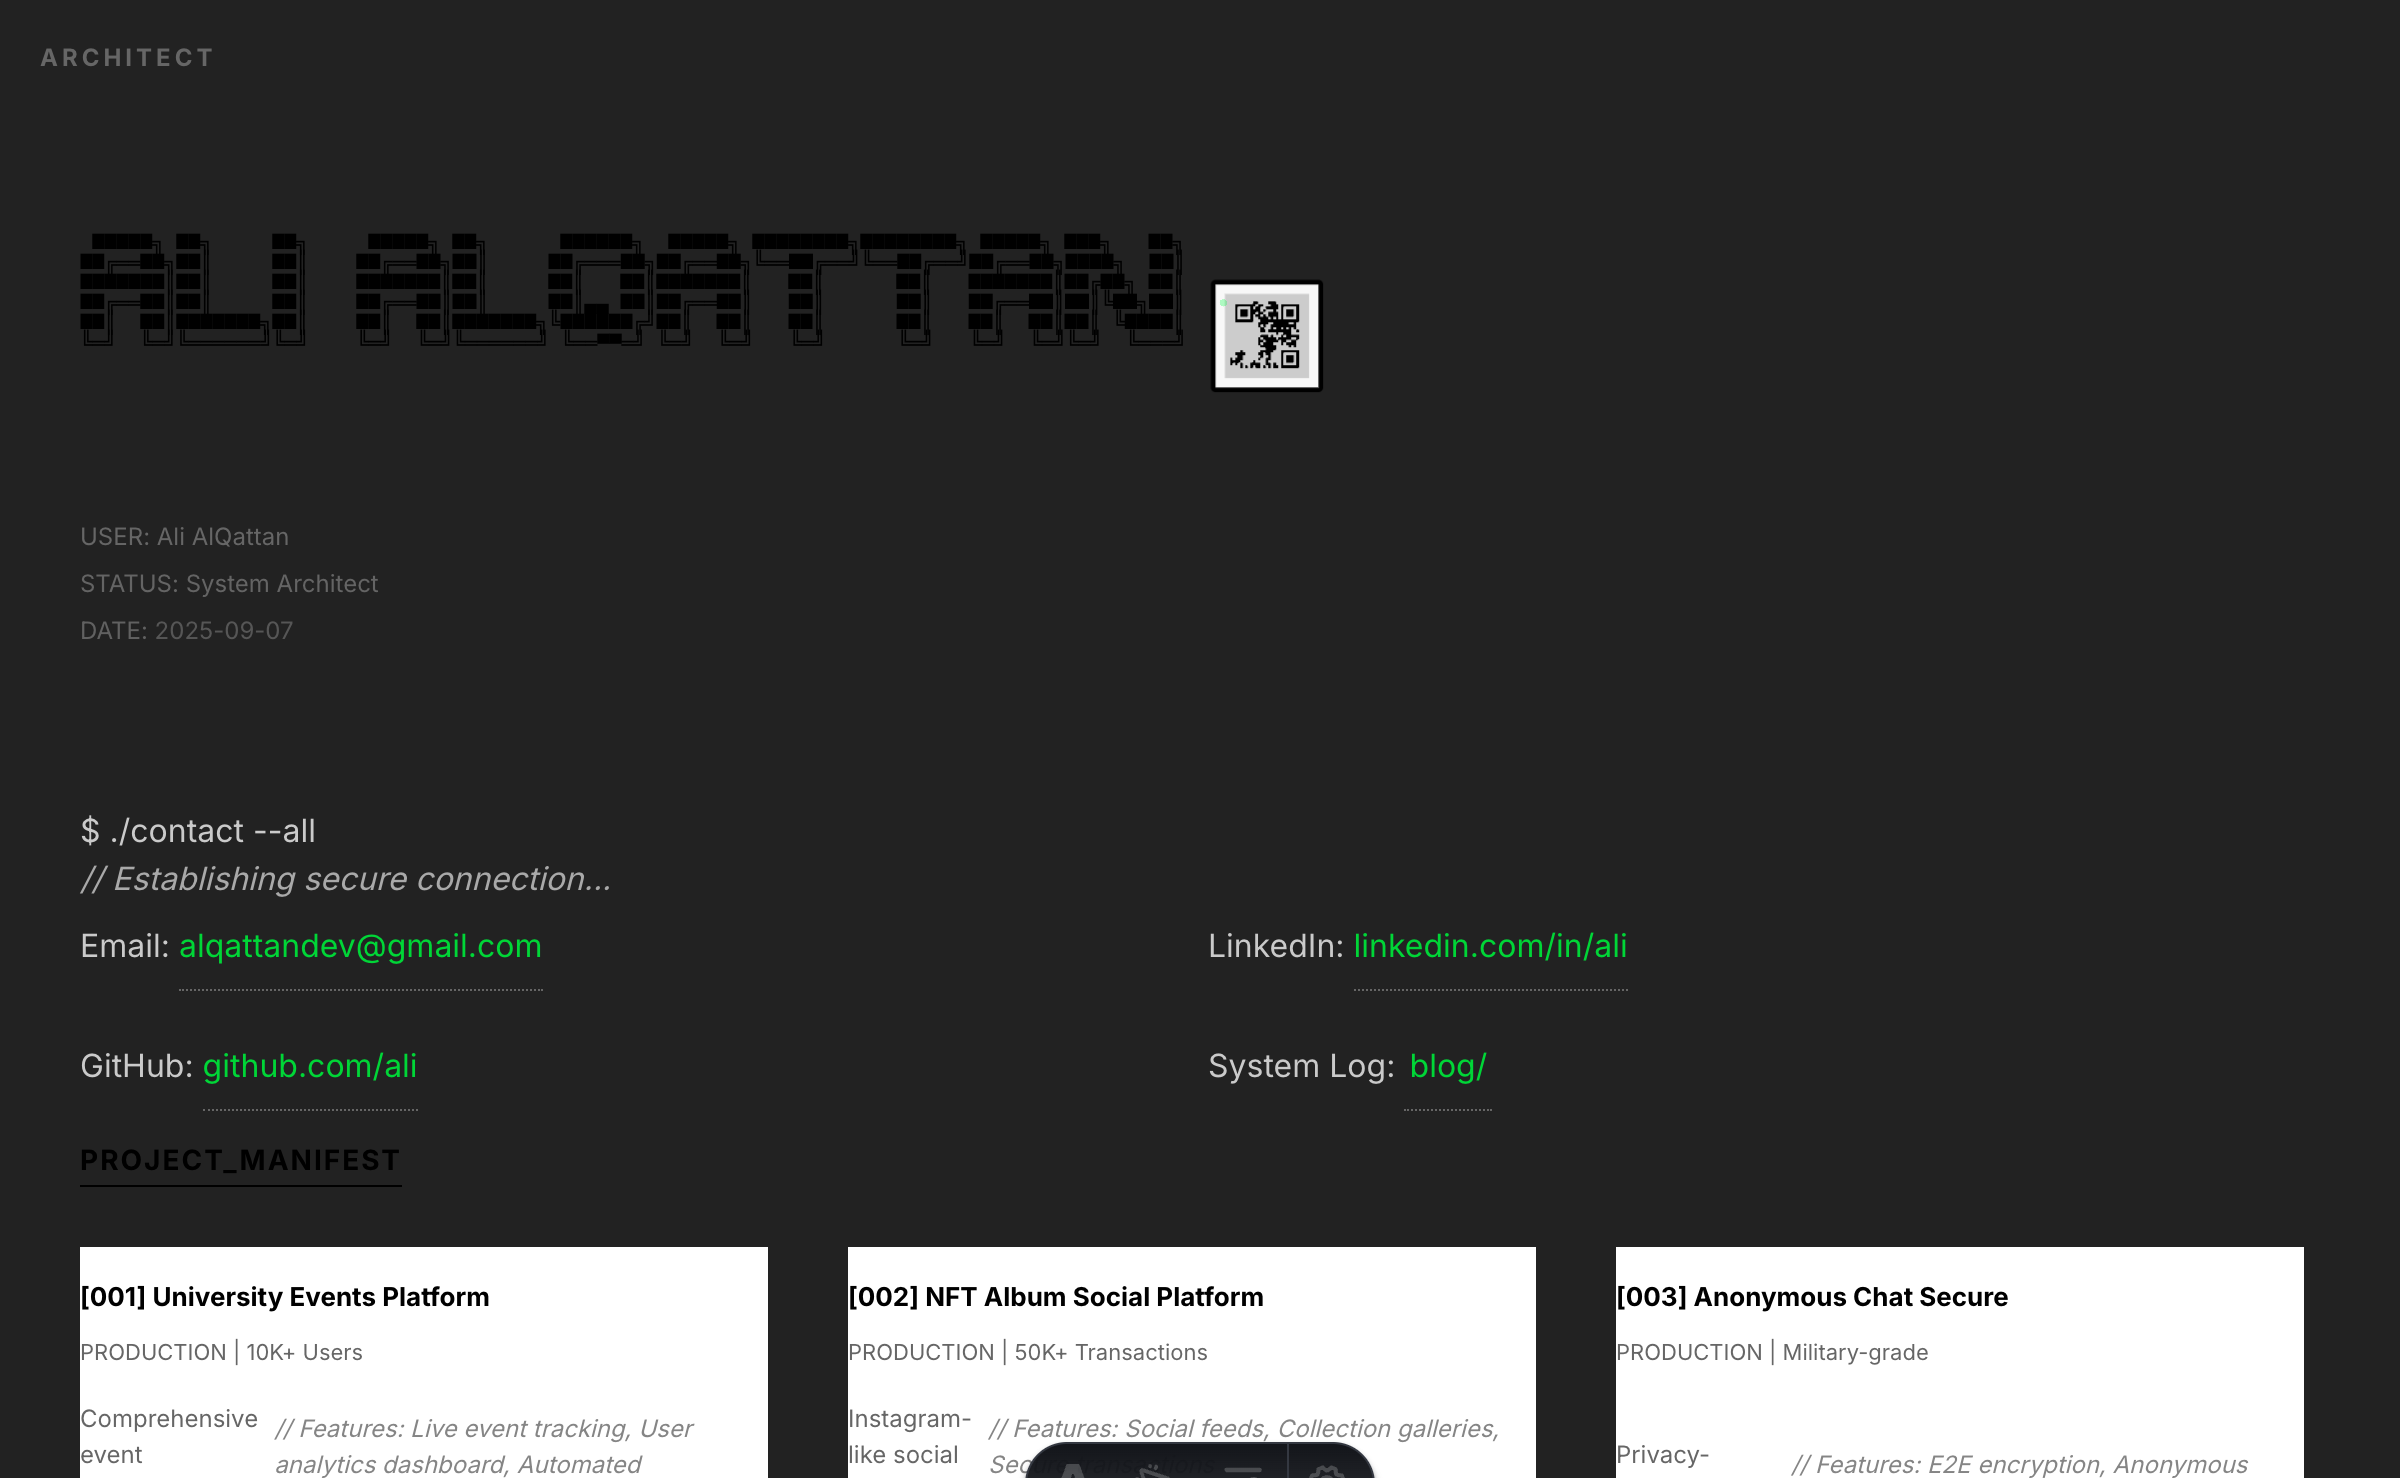 ARCHITECT
ALI ALQATTAN
USER: Ali AlQattan
STATUS: System Architect
DATE: 2025-09-07
$ ./contact --all
// Establishing secure connection...
Email: alqattandev@gmail.com
LinkedIn: linkedin.com/in/ali
GitHub: github.com/ali
System Log: blog/
PROJECT_MANIFEST
[001] University Events Platform
PRODUCTION | 10K+ Users
Comprehensive
event
// Features: Live event tracking, User
analytics dashboard, Automated
[002] NFT Album Social Platform
PRODUCTION | 50K+ Transactions
Instagram-
like social
// Features: Social feeds, Collection galleries,
[003] Anonymous Chat Secure
PRODUCTION | Military-grade
Privacy-
// Features: E2E encryption, Anonymous